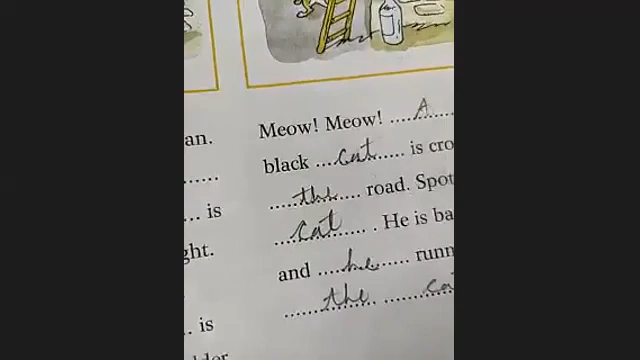 an.
is
ght.
is
lder
Meow! Meow! ....A....
black ...cat..... is cro
.....the.... road. Spot
....cat..... . He is ba
and ....he..... runn
.....the..... .....ca